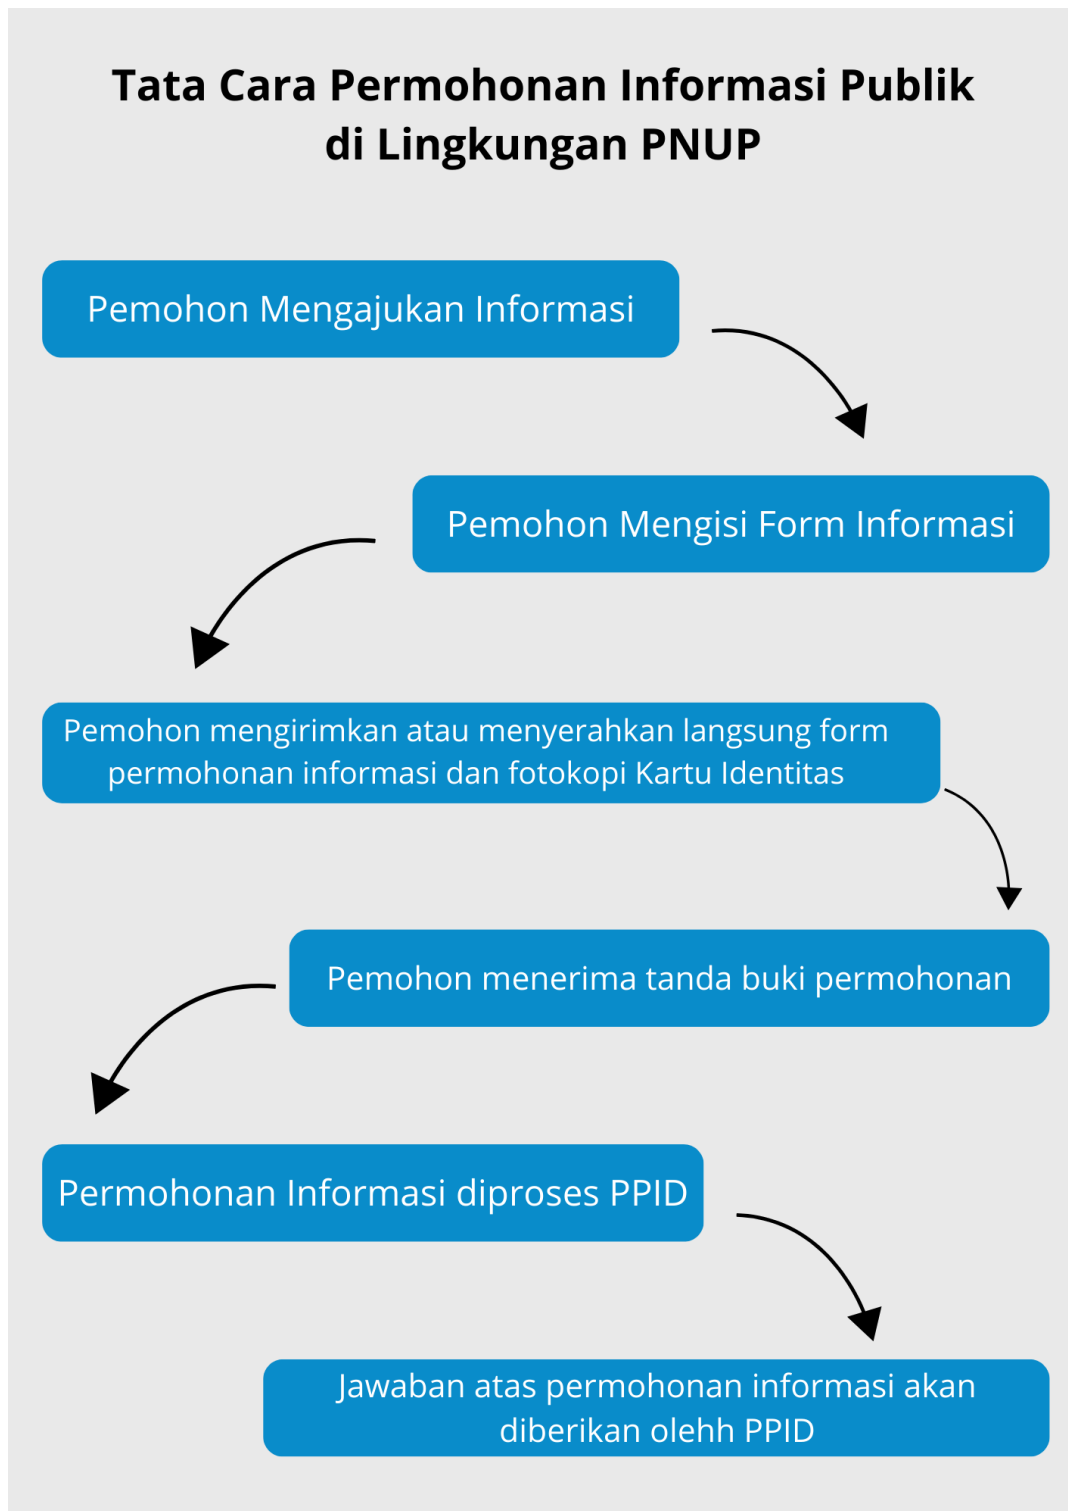 Tata Cara Permohonan Informasi Publik
di Lingkungan PNUP
Pemohon Mengajukan Informasi
Pemohon Mengisi Form Informasi
Pemohon mengirimkan atau menyerahkan langsung form
permohonan informasi dan fotokopi Kartu Identitas
Pemohon menerima tanda buki permohonan
Permohonan Informasi diproses PPID
Jawaban atas permohonan informasi akan
diberikan olehh PPID